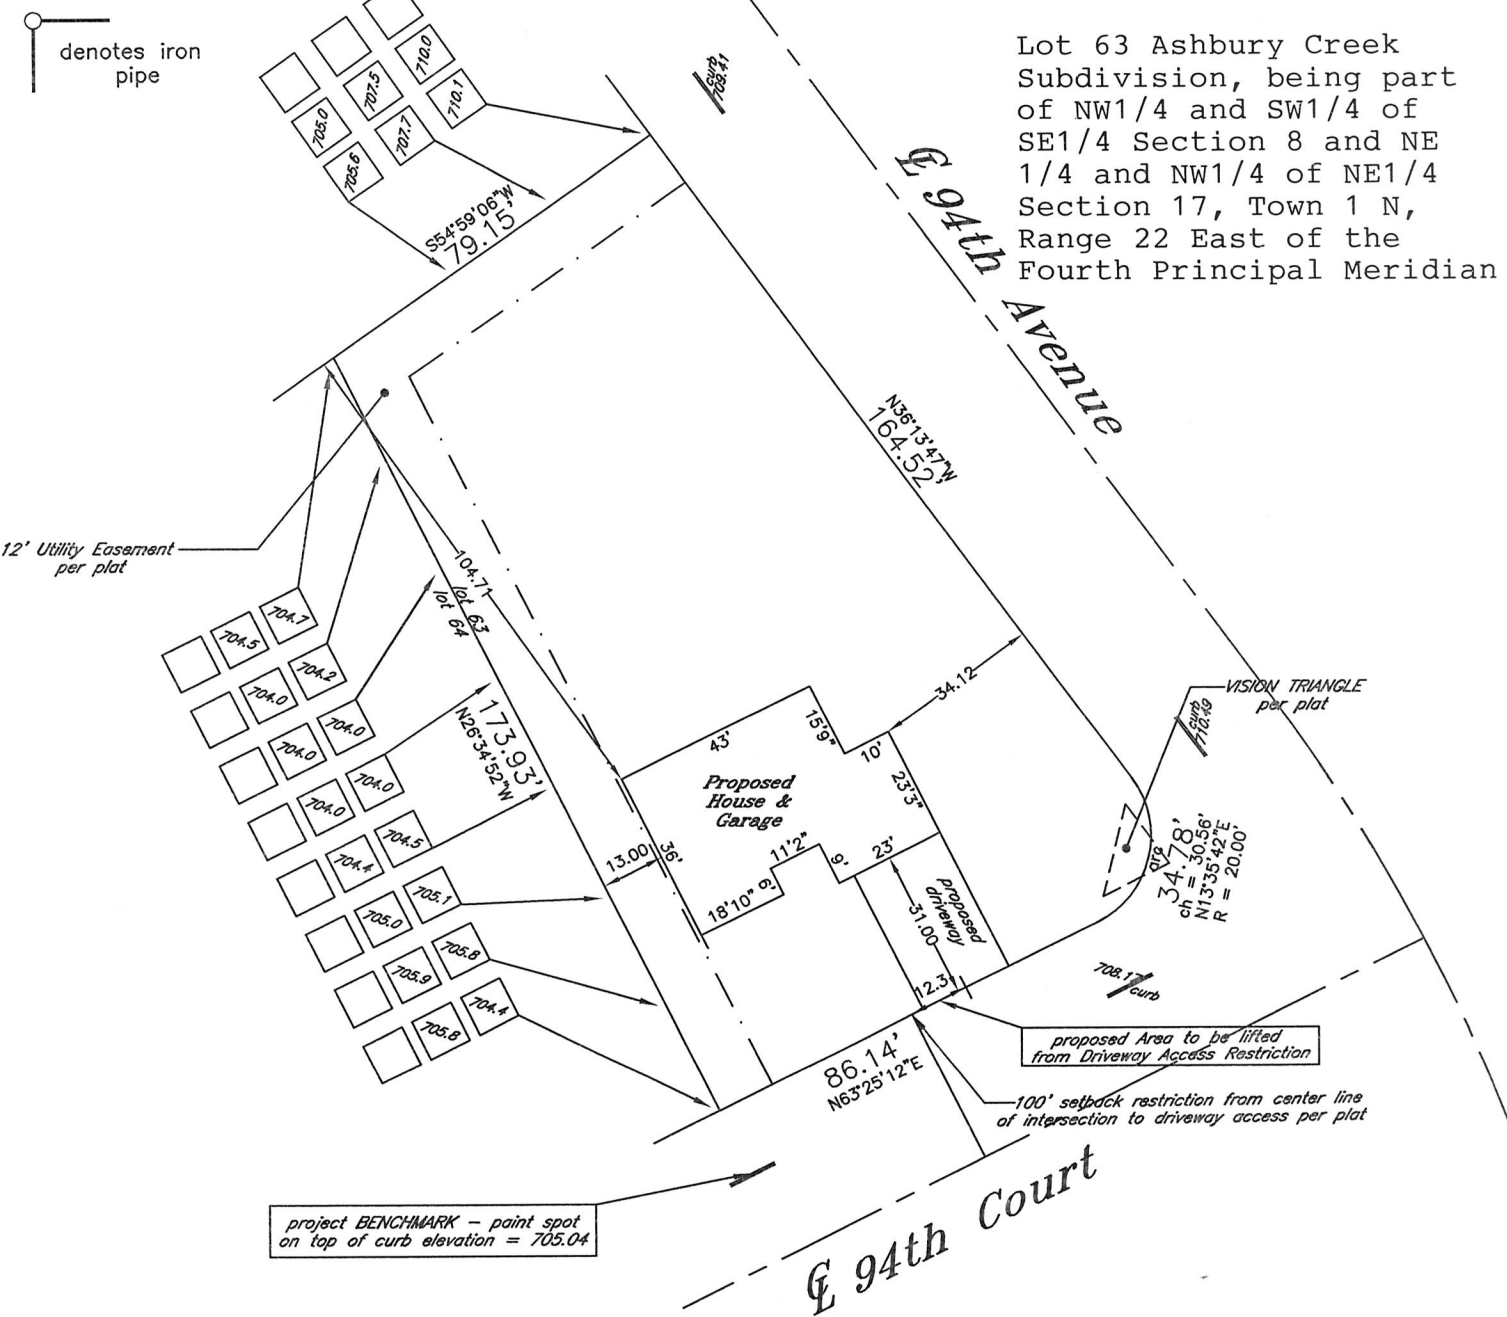 denotes iron
pipe
Lot 63 Ashbury Creek
Subdivision, being part
of NW1/4 and SW1/4 of
SE1/4 Section 8 and NE
1/4 and NW1/4 of NE1/4
Section 17, Town 1 N,
Range 22 East of the
Fourth Principal Meridian
710.0
707.5
710.1
705.0
707.7
705.6
curb
709.41
S54°59'06"W
79.15'
℄ 94th Avenue
N36°13'47"W
164.52'
12' Utility Easement
per plat
104.71
lot 63
lot 64
704.7
704.5
704.2
704.0
704.0
704.0
704.0
704.0
704.5
704.4
705.1
705.0
705.8
705.9
704.4
705.8
173.93'
N26°34'52"W
34.12
VISION TRIANGLE
per plat
curb
710.49
43'
15'9"
10'
23'3"
Proposed
House &
Garage
13.00
36'
11'2"
9'
23'
18'10"
6'
proposed
driveway
31.00
12.3
arc
34.78'
ch = 30.56'
N13°35'42"E
R = 20.00'
708.17
curb
86.14'
N63°25'12"E
proposed Area to be lifted
from Driveway Access Restriction
100' setback restriction from center line
of intersection to driveway access per plat
project BENCHMARK – paint spot
on top of curb elevation = 705.04
℄ 94th Court